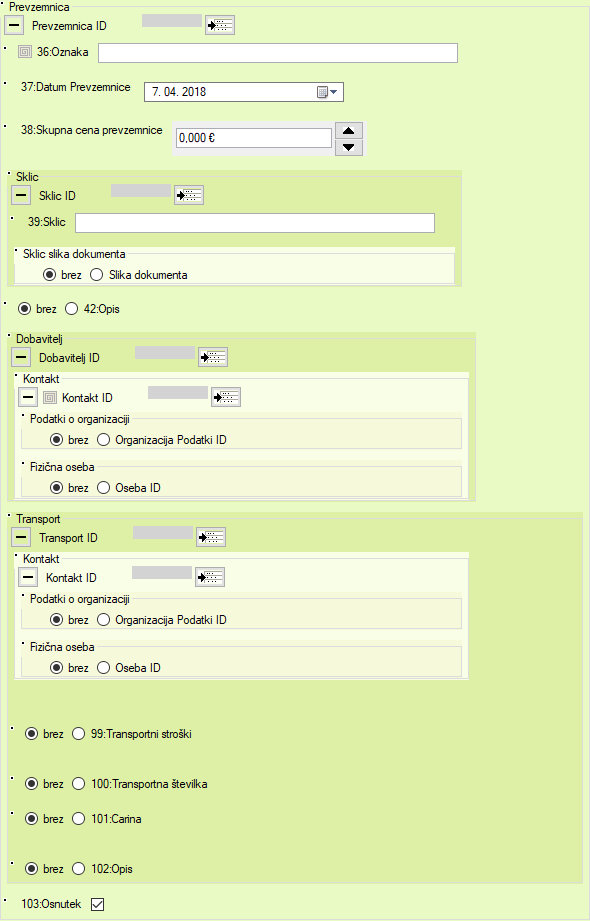 Prevzemnica
Prevzemnica ID
36:Oznaka
37:Datum Prevzemnice 7. 04. 2018
38:Skupna cena prevzemnice 0,000 €
Sklic
Sklic ID
39:Sklic
Sklic slika dokumenta
brez Slika dokumenta
brez 42:Opis
Dobavitelj
Dobavitelj ID
Kontakt
Kontakt ID
Podatki o organizaciji
brez Organizacija Podatki ID
Fizična oseba
brez Oseba ID
Transport
Transport ID
Kontakt
Kontakt ID
Podatki o organizaciji
brez Organizacija Podatki ID
Fizična oseba
brez Oseba ID
brez 99:Transportni stroški
brez 100:Transportna številka
brez 101:Carina
brez 102:Opis
103:Osnutek